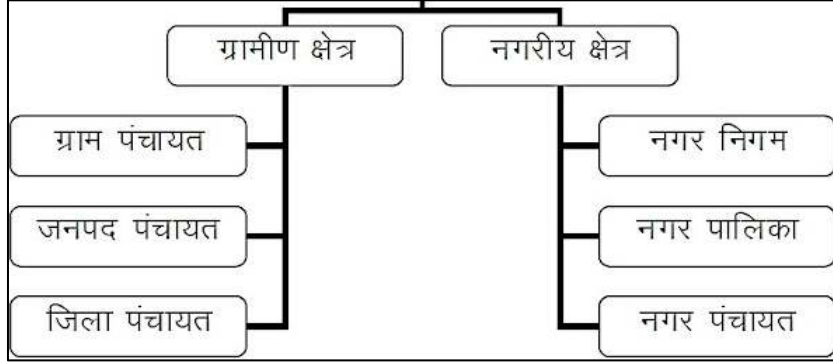 ग्रामीण क्षेत्र
नगरीय क्षेत्र
ग्राम पंचायत
नगर निगम
जनपद पंचायत
नगर पालिका
जिला पंचायत
नगर पंचायत